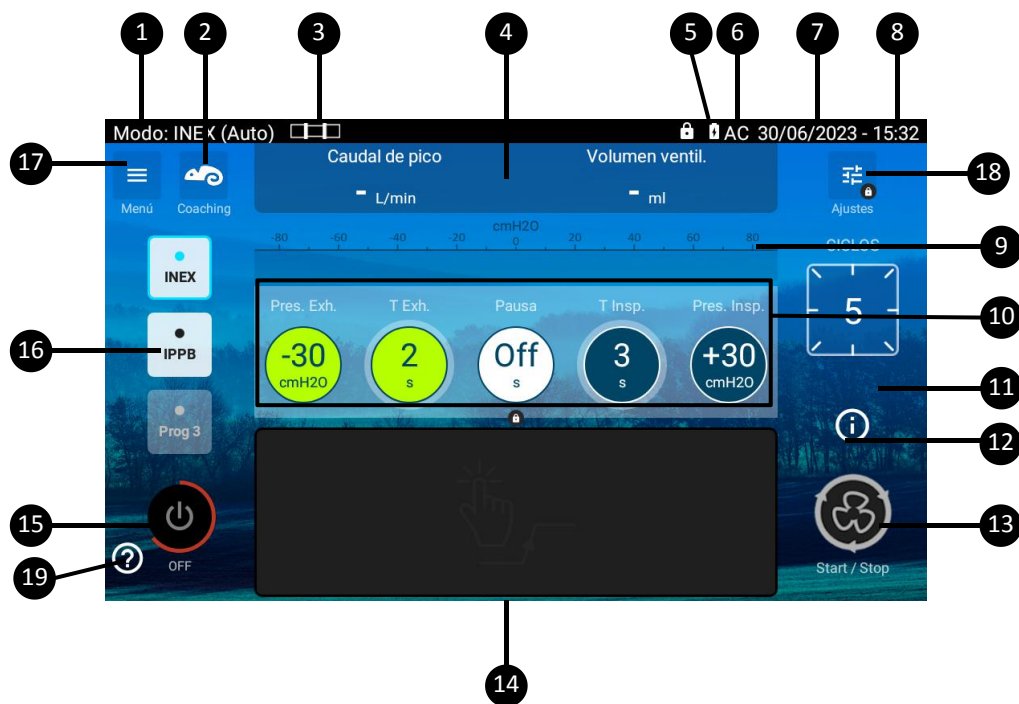 1 2 3 4 5 6 7 8
Modo: INEX (Auto) AC 30/06/2023 - 15:32
17
Menú
Coaching
Caudal de pico
- L/min
Volumen ventil.
- ml
Ajustes
18
cmH2O
-80 -60 -40 -20 0 20 40 60 80
9
CICLOS
5
INEX
10
Pres. Exh. T Exh. Pausa T Insp. Pres. Insp.
-30 2 Off 3 +30
cmH2O s s s cmH2O
16
IPPB
11
Prog 3
12
15
OFF
19
13
Start / Stop
14